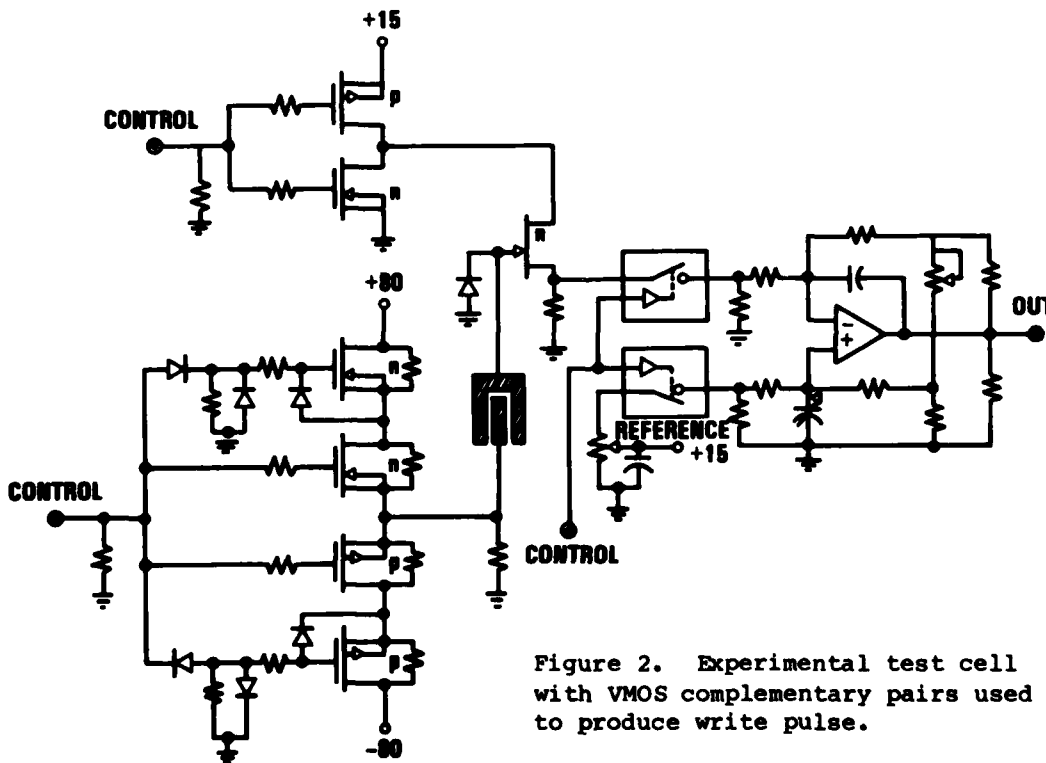 +15
p
CONTROL
n
n
+80
OUT
n
REFERENCE
+15
n
CONTROL
CONTROL
p
p
-80
Figure 2. Experimental test cell
with VMOS complementary pairs used
to produce write pulse.